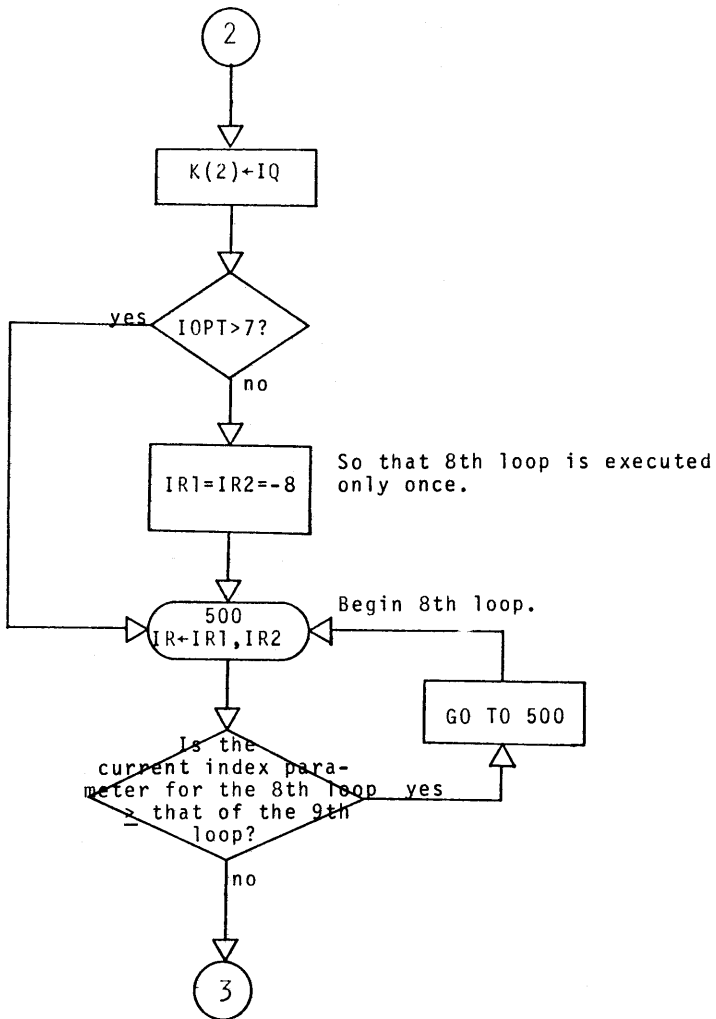 2
K(2)←IQ
yes
IOPT>7?
no
IR1=IR2=-8
So that 8th loop is executed
only once.
500
IR←IR1,IR2
Begin 8th loop.
GO TO 500
Is the
current index para-
meter for the 8th loop
≥ that of the 9th
loop?
yes
no
3